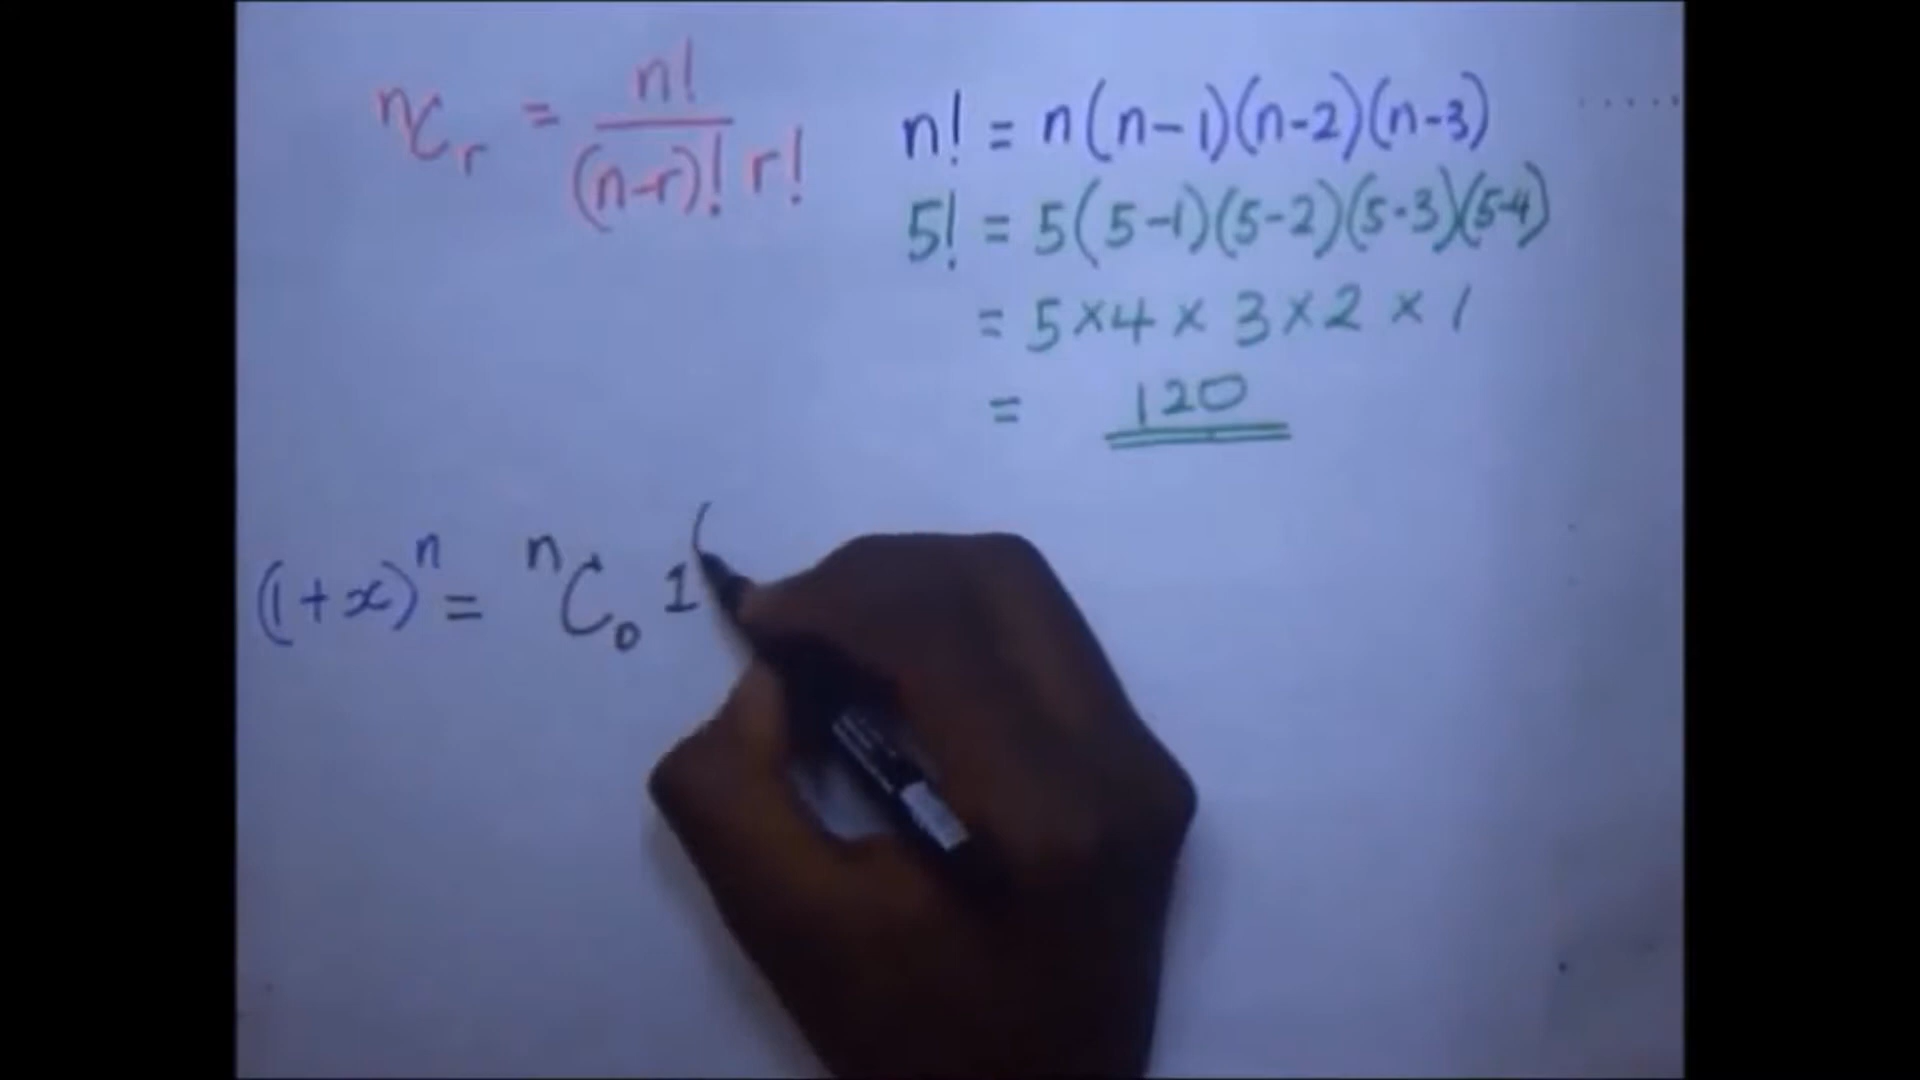 ⁿCᵣ = n! / (n-r)! r!
n! = n(n-1)(n-2)(n-3) .....
5! = 5(5-1)(5-2)(5-3)(5-4)
= 5×4 × 3×2 × 1
= 120
(1+x)ⁿ = ⁿC₀ 1(